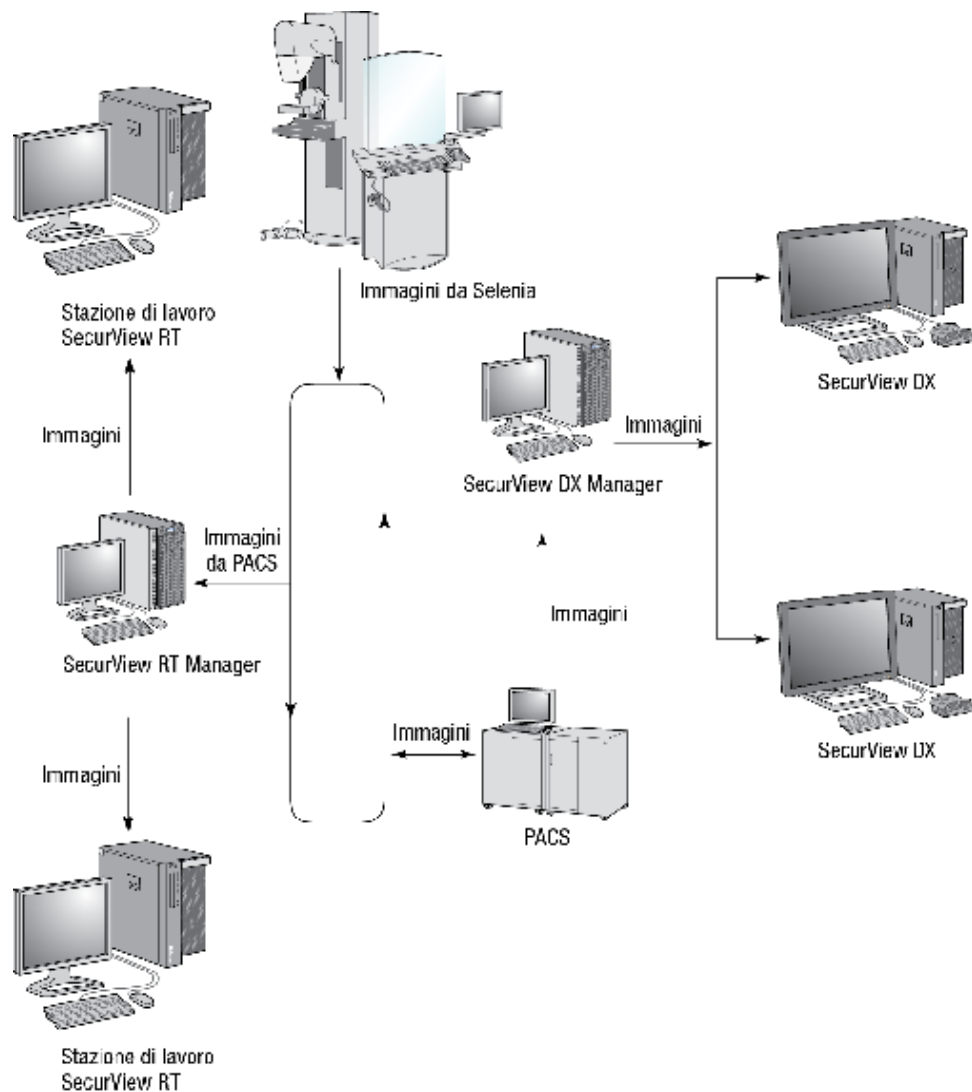 Immagini da Selenia
Stazione di lavoro
SecurView RT
Immagini
SecurView DX
Immagini
SecurView DX Manager
Immagini
da PACS
Immagini
SecurView RT Manager
Immagini
Immagini
SecurView DX
PACS
Stazione di lavoro
SecurView RT